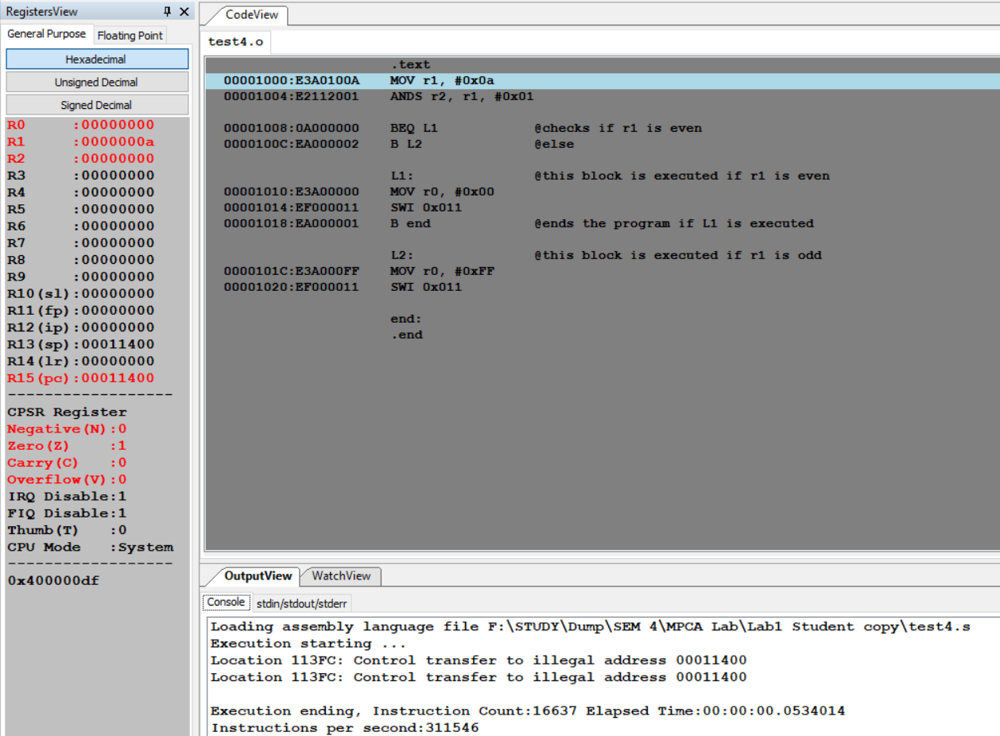 RegistersView
General Purpose Floating Point
Hexadecimal
Unsigned Decimal
Signed Decimal
R0 :00000000
R1 :0000000a
R2 :00000000
R3 :00000000
R4 :00000000
R5 :00000000
R6 :00000000
R7 :00000000
R8 :00000000
R9 :00000000
R10(sl):00000000
R11(fp):00000000
R12(ip):00000000
R13(sp):00011400
R14(lr):00000000
R15(pc):00011400
------------------
CPSR Register
Negative(N):0
Zero(Z) :1
Carry(C) :0
Overflow(V):0
IRQ Disable:1
FIQ Disable:1
Thumb(T) :0
CPU Mode :System
------------------
0x400000df
CodeView
test4.o
.text
00001000:E3A0100A MOV r1, #0x0a
00001004:E2112001 ANDS r2, r1, #0x01
00001008:0A000000 BEQ L1 @checks if r1 is even
0000100C:EA000002 B L2 @else
L1: @this block is executed if r1 is even
00001010:E3A00000 MOV r0, #0x00
00001014:EF000011 SWI 0x011
00001018:EA000001 B end @ends the program if L1 is executed
L2: @this block is executed if r1 is odd
0000101C:E3A000FF MOV r0, #0xFF
00001020:EF000011 SWI 0x011
end:
.end
OutputView WatchView
Console stdin/stdout/stderr
Loading assembly language file F:\STUDY\Dump\SEM 4\MPCA Lab\Lab1 Student copy\test4.s
Execution starting ...
Location 113FC: Control transfer to illegal address 00011400
Location 113FC: Control transfer to illegal address 00011400
Execution ending, Instruction Count:16637 Elapsed Time:00:00:00.0534014
Instructions per second:311546